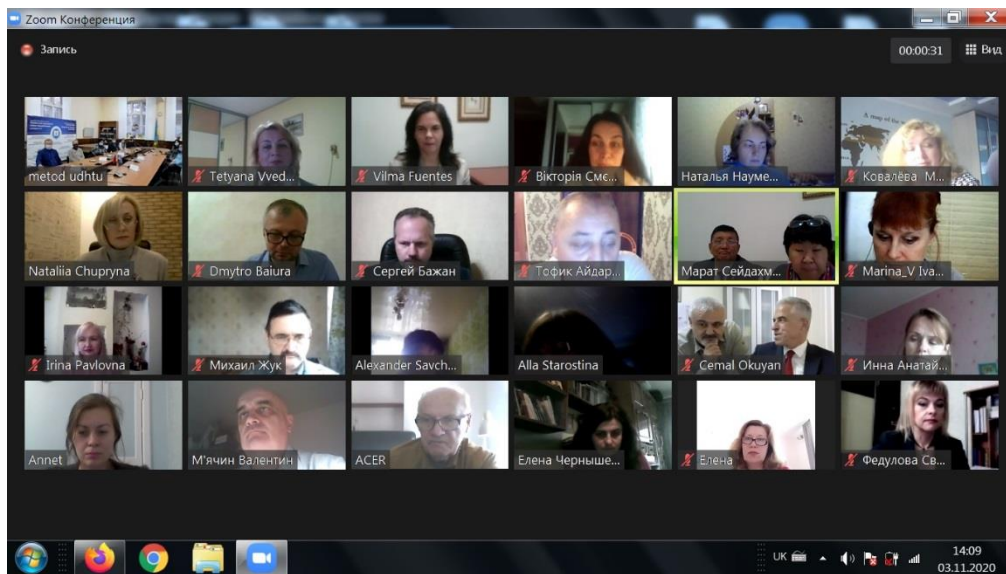 Zoom Конференция
Запись
00:00:31
Вид
metod udhtu
Tetyana Vved...
Vilma Fuentes
Вікторія Смє...
Наталья Науме...
Ковалёва М...
Nataliia Chupryna
Dmytro Baiura
Сергей Бажан
Тофик Айдар...
Марат Сейдахм...
Marina_V Iva...
Irina Pavlovna
Михаил Жук
Alexander Savch...
Alla Starostina
Cemal Okuyan
Инна Анатай...
Annet
М'ячин Валентин
ACER
Елена Черныше...
Елена
Федулова Св...
UK
14:09
03.11.2020